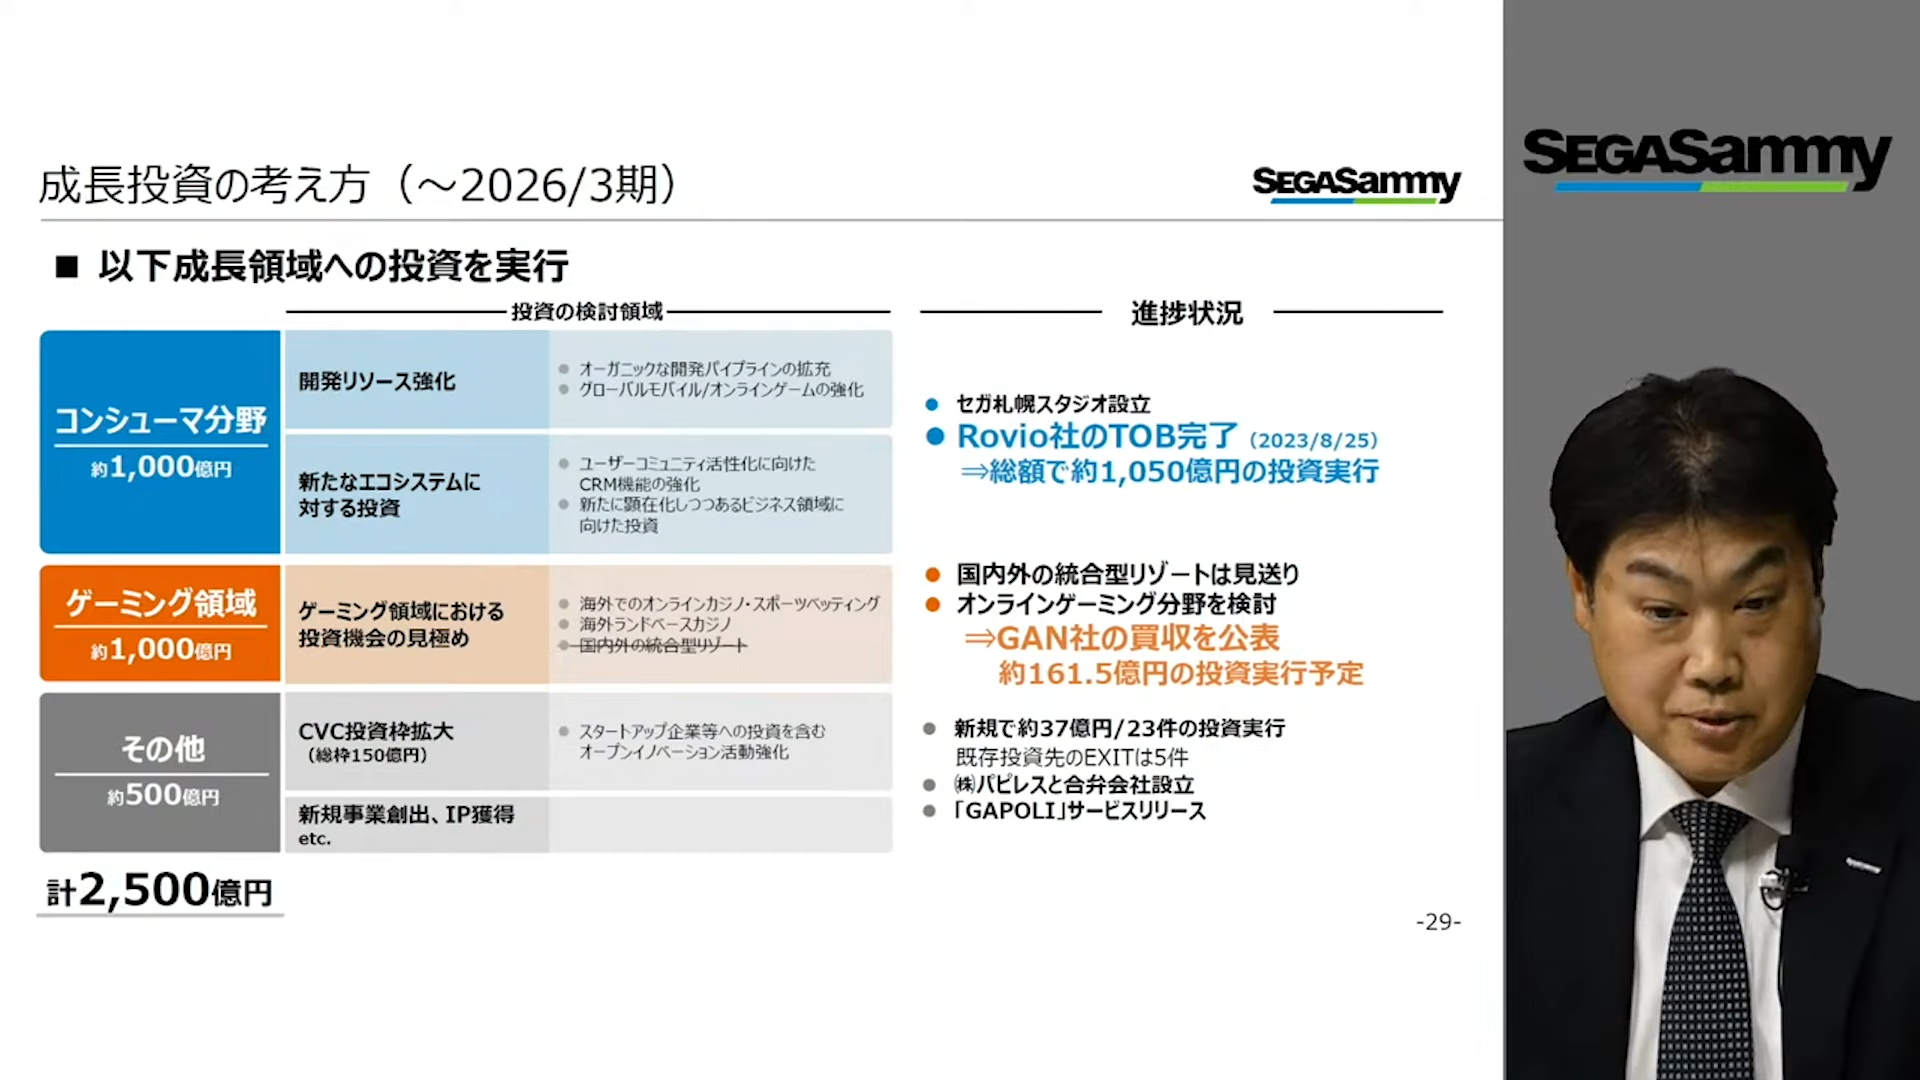 成長投資の考え方（～2026/3期）
SEGASammy
SEGASammy
■ 以下成長領域への投資を実行
投資の検討領域
進捗状況
コンシューマ分野
約1,000億円
開発リソース強化
● オーガニックな開発パイプラインの拡充
● グローバルモバイル/オンラインゲームの強化
新たなエコシステムに
対する投資
● ユーザーコミュニティ活性化に向けた
CRM機能の強化
● 新たに顕在化しつつあるビジネス領域に
向けた投資
● セガ札幌スタジオ設立
● Rovio社のTOB完了（2023/8/25）
⇒総額で約1,050億円の投資実行
ゲーミング領域
約1,000億円
ゲーミング領域における
投資機会の見極め
● 海外でのオンラインカジノ・スポーツベッティング
● 海外ランドベースカジノ
● 国内外の統合型リゾート
● 国内外の統合型リゾートは見送り
● オンラインゲーミング分野を検討
⇒GAN社の買収を公表
約161.5億円の投資実行予定
その他
約500億円
CVC投資枠拡大
（総枠150億円）
● スタートアップ企業等への投資を含む
オープンイノベーション活動強化
新規事業創出、IP獲得
etc.
● 新規で約37億円/23件の投資実行
既存投資先のEXITは5件
● ㈱パピレスと合弁会社設立
● 「GAPOLI」サービスリリース
計2,500億円
-29-